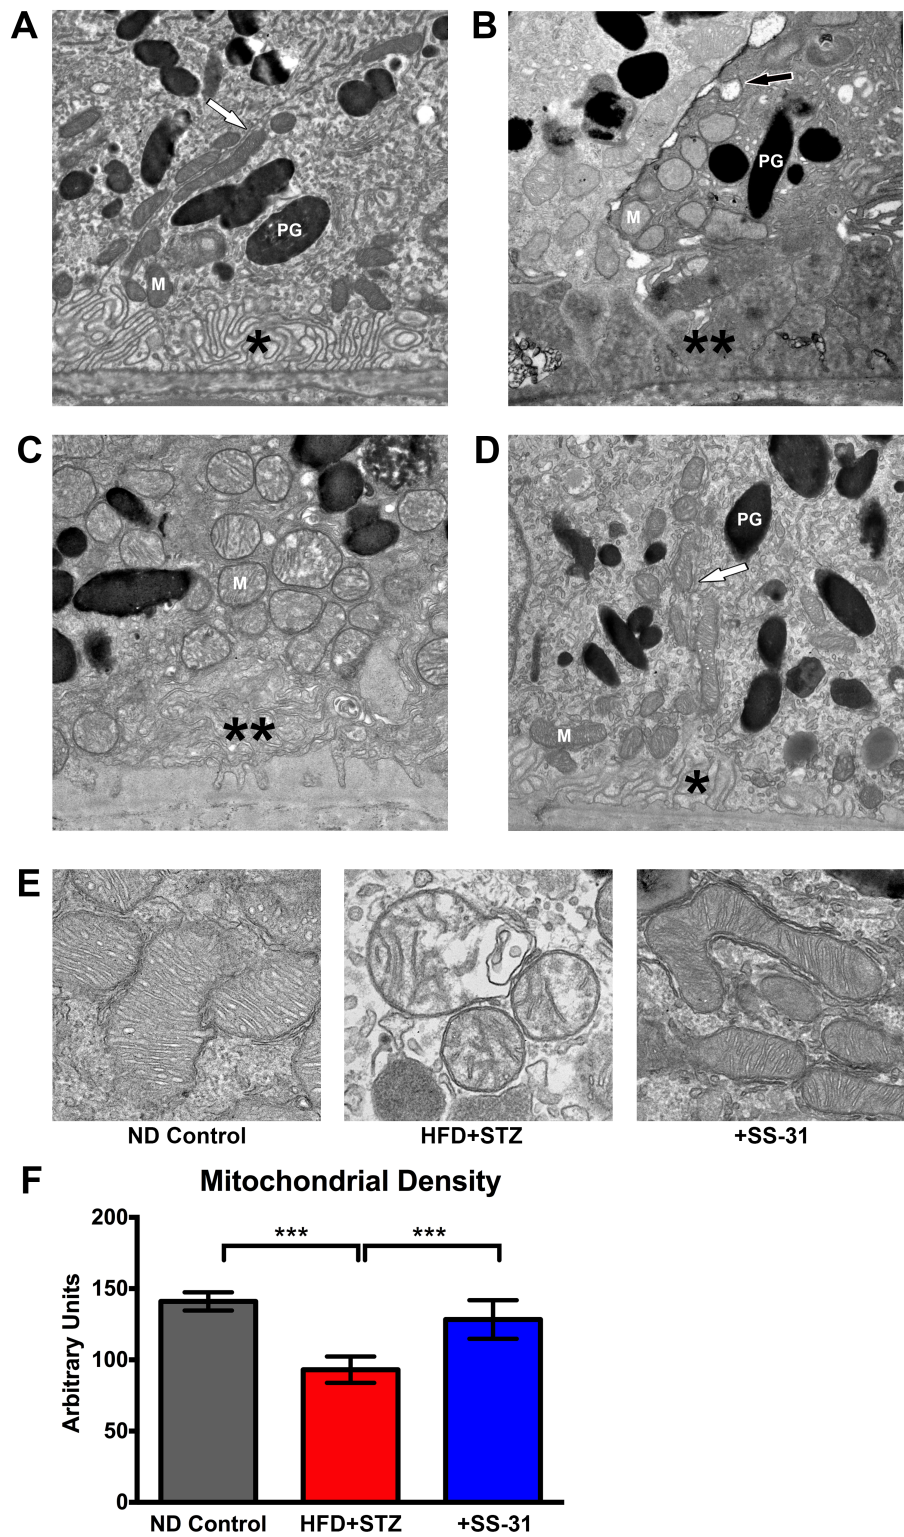 A
B
PG
M
*
PG
M
**
C
D
M
**
PG
M
*
E
ND Control
HFD+STZ
+SS-31
F
Mitochondrial Density
***
***
Arbitrary Units
200
150
100
50
0
ND Control
HFD+STZ
+SS-31